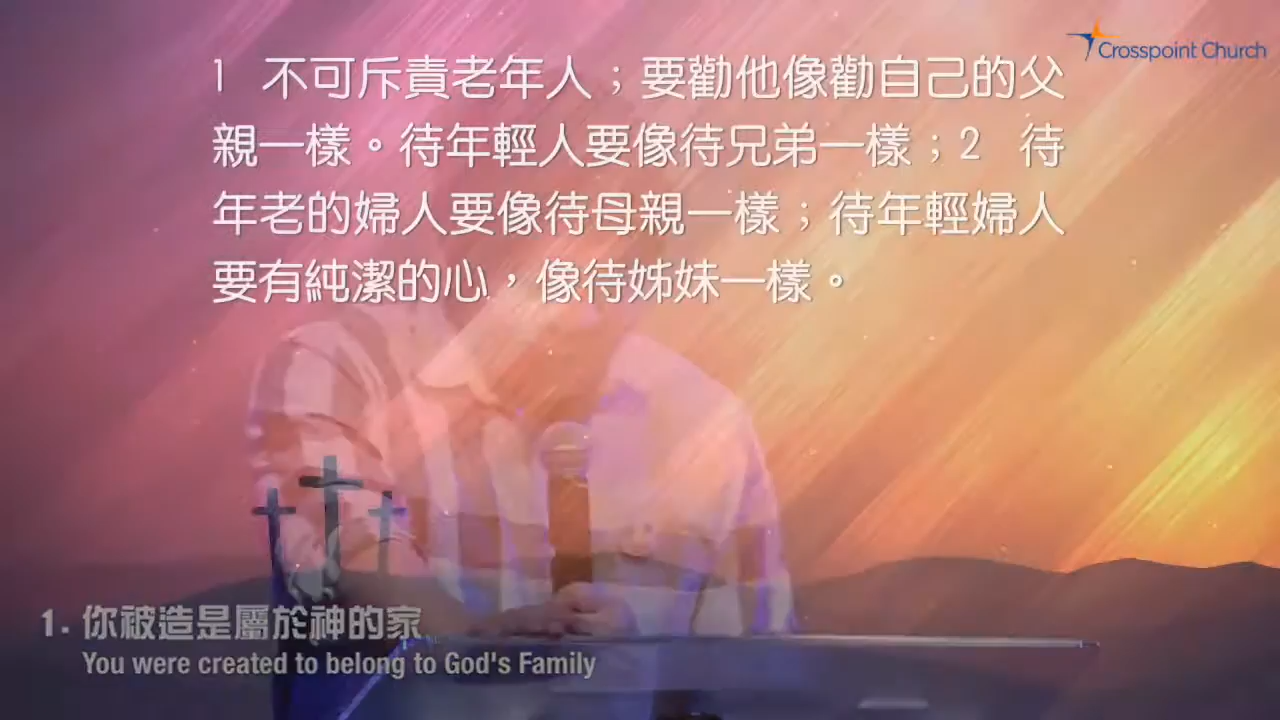 Crosspoint Church
1 不可斥責老年人；要勸他像勸自己的父
親一樣。待年輕人要像待兄弟一樣；2 待
年老的婦人要像待母親一樣；待年輕婦人
要有純潔的心，像待姊妹一樣。
1. 你被造是屬於神的家
You were created to belong to God's Family